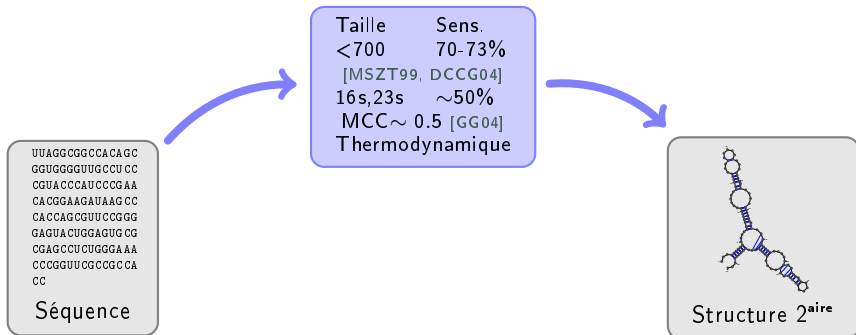 Taille Sens.
<700 70-73%
[MSZT99, DCCG04]
16s,23s ~50%
MCC~ 0.5 [GG04]
Thermodynamique
UUAGGCGGCCACAGC
GGUGGGGUUGCCUCC
CGUACCCAUCCCGAA
CACGGAAGAUAAGCC
CACCAGCGUUCCGGG
GAGUACUGGAGUGCG
CGAGCCUCUGGGAAA
CCCGGUUCGCCGCCA
CC
Séquence
Structure 2aire